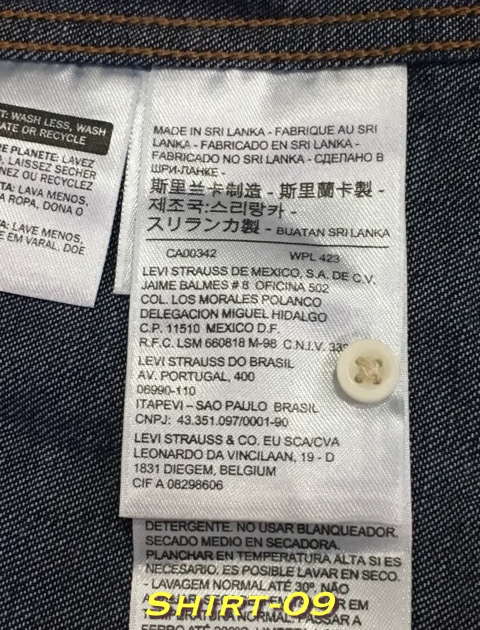 T: WASH LESS, WASH
ATE OR RECYCLE
E PLANETE: LAVEZ
, LAISSEZ SECHER
NEZ OU RECYCLEZ
TA: LAVA MENOS,
A ROPA, DONA O
A: LAVE MENOS,
E EM VARAL. DOE
MADE IN SRI LANKA - FABRIQUE AU SRI
LANKA - FABRICADO EN SRI LANKA -
FABRICADO NO SRI LANKA - СДЕЛАНО В
ШРИ-ЛАНКЕ -
斯里兰卡制造 - 斯里蘭卡製 -
제조국:스리랑카 -
スリランカ製 - BUATAN SRI LANKA
CA00342 WPL 423
LEVI STRAUSS DE MEXICO, S.A. DE C.V.
JAIME BALMES # 8 OFICINA 502
COL. LOS MORALES POLANCO
DELEGACION MIGUEL HIDALGO
C.P. 11510 MEXICO D.F.
R.F.C. LSM 660818 M-98 C.N.I.V.
LEVI STRAUSS DO BRASIL
AV. PORTUGAL, 400
06990-110
ITAPEVI – SAO PAULO BRASIL
CNPJ: 43.351.097/0001-90
LEVI STRAUSS & CO. EU SCA/CVA
LEONARDO DA VINCILAAN, 19 - D
1831 DIEGEM, BELGIUM
CIF A 08298606
DETERGENTE. NO USAR BLANQUEADOR.
SECADO MEDIO EN SECADORA.
PLANCHAR EN TEMPERATURA ALTA SI ES
NECESARIO. ES POSIBLE LAVAR EN SECO.
- LAVAGEM NORMAL ATÉ 30º. NÃO
SHIRT-09
TEMPERATURA NORMAL. PASSAR A